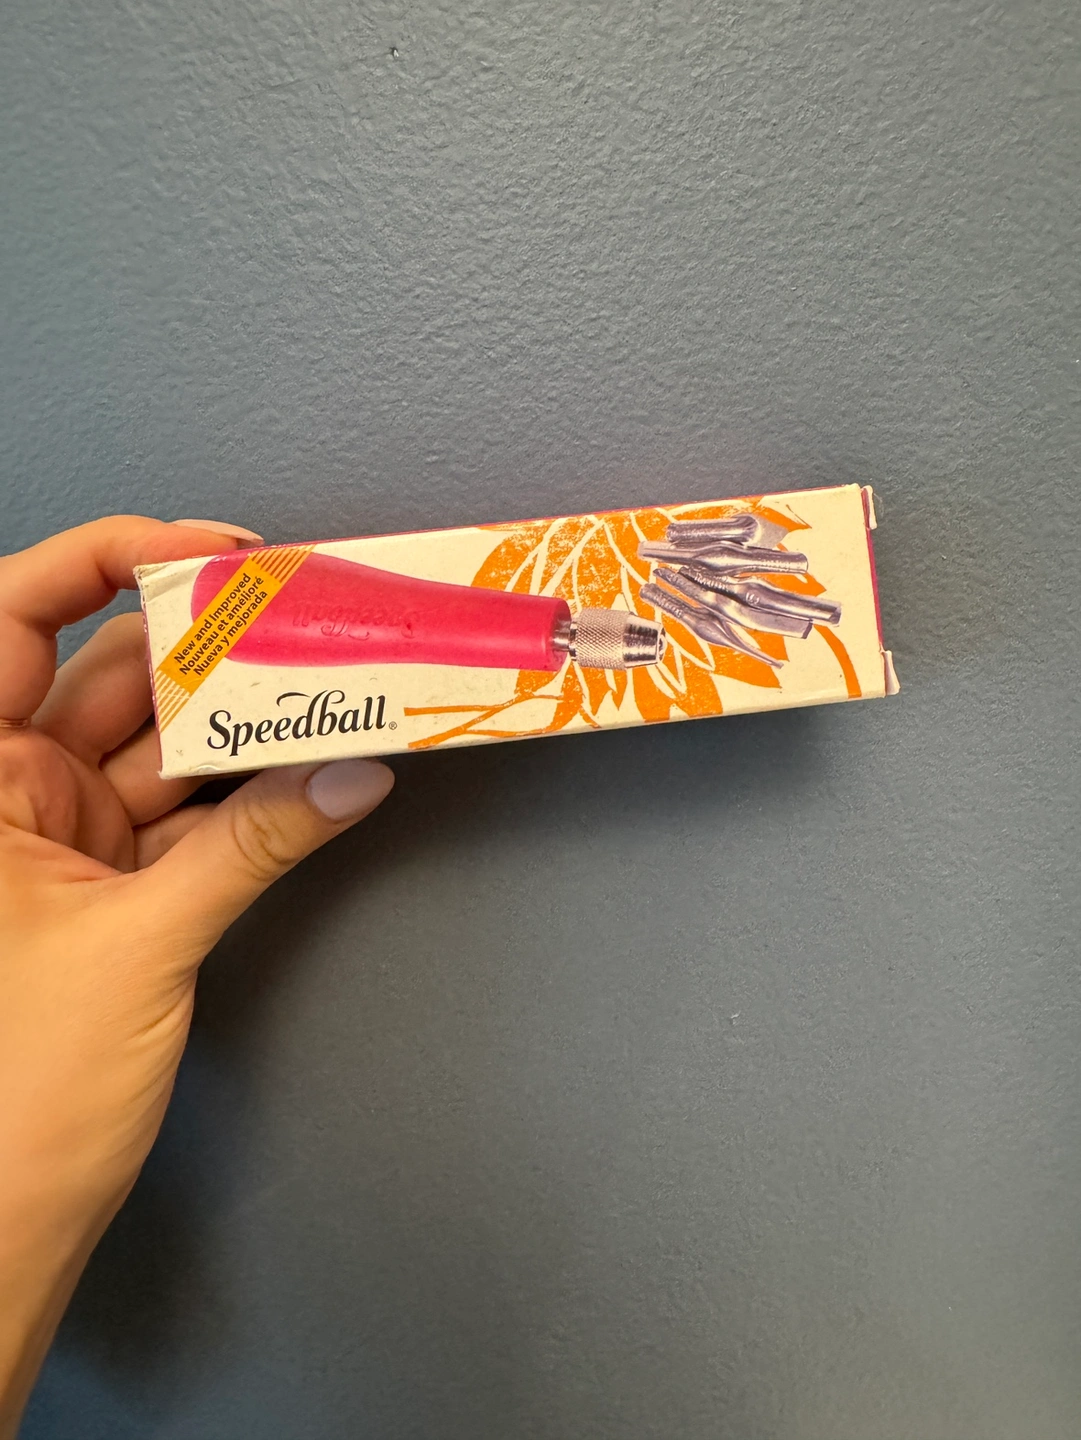 New and Improved
Nouveau et amélioré
Nueva y mejorada
Speedball
Speedball®